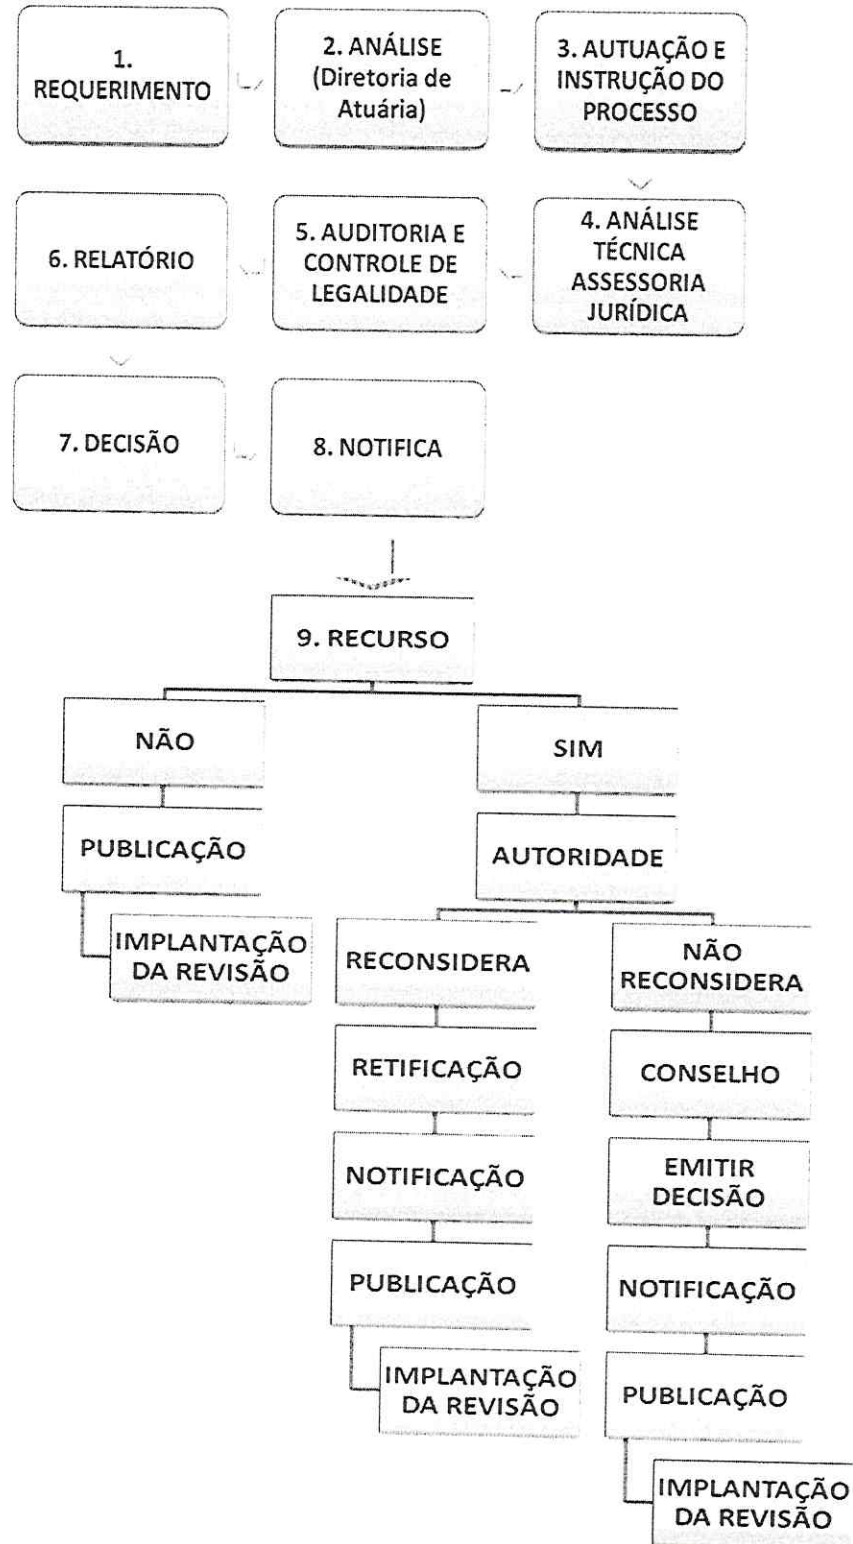 1.
REQUERIMENTO
2. ANÁLISE
(Diretoria de
Atuária)
3. AUTUAÇÃO E
INSTRUÇÃO DO
PROCESSO
4. ANÁLISE
TÉCNICA
ASSESSORIA
JURÍDICA
5. AUDITORIA E
CONTROLE DE
LEGALIDADE
6. RELATÓRIO
7. DECISÃO
8. NOTIFICA
9. RECURSO
NÃO
PUBLICAÇÃO
IMPLANTAÇÃO
DA REVISÃO
SIM
AUTORIDADE
RECONSIDERA
RETIFICAÇÃO
NOTIFICAÇÃO
PUBLICAÇÃO
IMPLANTAÇÃO
DA REVISÃO
NÃO
RECONSIDERA
CONSELHO
EMITIR
DECISÃO
NOTIFICAÇÃO
PUBLICAÇÃO
IMPLANTAÇÃO
DA REVISÃO